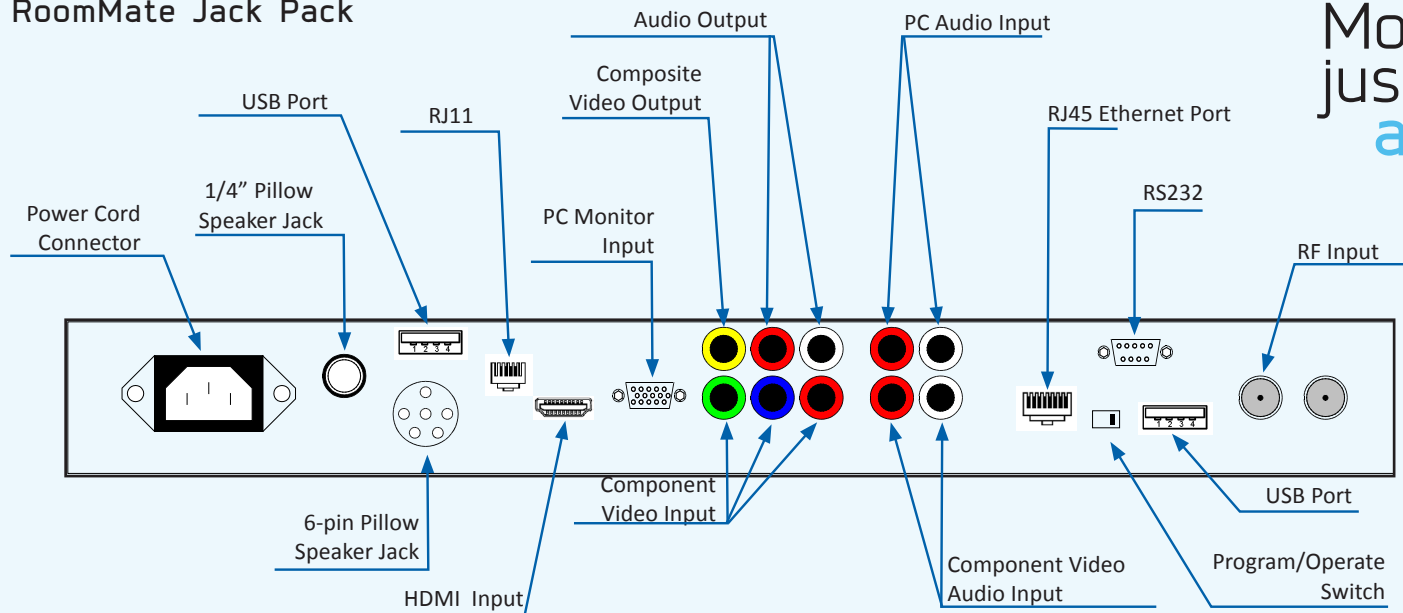 RoomMate Jack Pack
Audio Output
PC Audio Input
Composite
Video Output
USB Port
RJ11
RJ45 Ethernet Port
1/4” Pillow
Speaker Jack
Power Cord
Connector
PC Monitor
Input
RS232
RF Input
1 2 3 4
1 2 3 4
Component
Video Input
6-pin Pillow
Speaker Jack
HDMI Input
Component Video
Audio Input
USB Port
Program/Operate
Switch